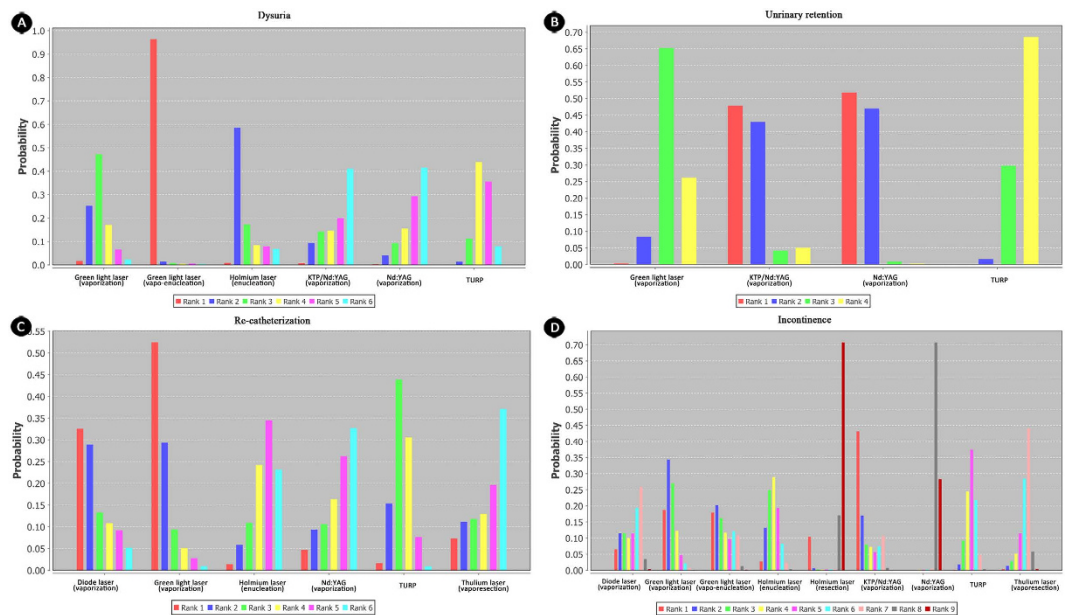 A
Dysuria
Probability
1.0
0.9
0.8
0.7
0.6
0.5
0.4
0.3
0.2
0.1
0.0
Green light laser (vaporization)
Green light laser (vapo-enucleation)
Holmium laser (enucleation)
KTP/Nd:YAG (vaporization)
Nd:YAG (vaporization)
TURP
Rank 1 Rank 2 Rank 3 Rank 4 Rank 5 Rank 6
B
Unrinary retention
Probability
0.70
0.65
0.60
0.55
0.50
0.45
0.40
0.35
0.30
0.25
0.20
0.15
0.10
0.05
0.00
Green light laser (vaporization)
KTP/Nd:YAG (vaporization)
Nd:YAG (vaporization)
TURP
Rank 1 Rank 2 Rank 3 Rank 4
C
Re-catheterization
Probability
0.55
0.50
0.45
0.40
0.35
0.30
0.25
0.20
0.15
0.10
0.05
0.00
Diode laser (vaporization)
Green light laser (vaporization)
Holmium laser (enucleation)
Nd:YAG (vaporization)
TURP
Thulium laser (vaporesection)
Rank 1 Rank 2 Rank 3 Rank 4 Rank 5 Rank 6
D
Incontinence
Probability
0.70
0.65
0.60
0.55
0.50
0.45
0.40
0.35
0.30
0.25
0.20
0.15
0.10
0.05
0.00
Diode laser (vaporization)
Green light laser (vaporization)
Green light laser (vapo-enucleation)
Holmium laser (enucleation)
Holmium laser (resection)
KTP/Nd:YAG (vaporization)
Nd:YAG (vaporization)
TURP
Thulium laser (vaporesection)
Rank 1 Rank 2 Rank 3 Rank 4 Rank 5 Rank 6 Rank 7 Rank 8 Rank 9